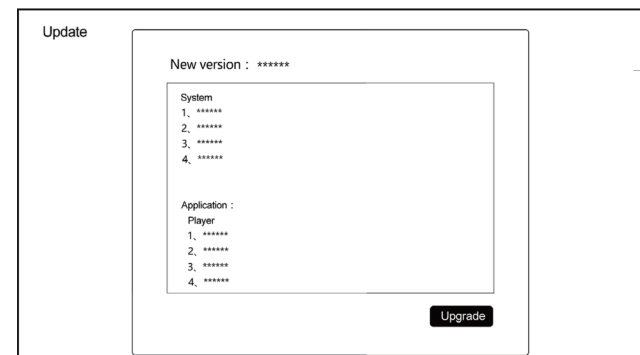 Update
New version：******
System
1、******
2、******
3、******
4、******
Application：
Player
1、******
2、******
3、******
4、******
Upgrade